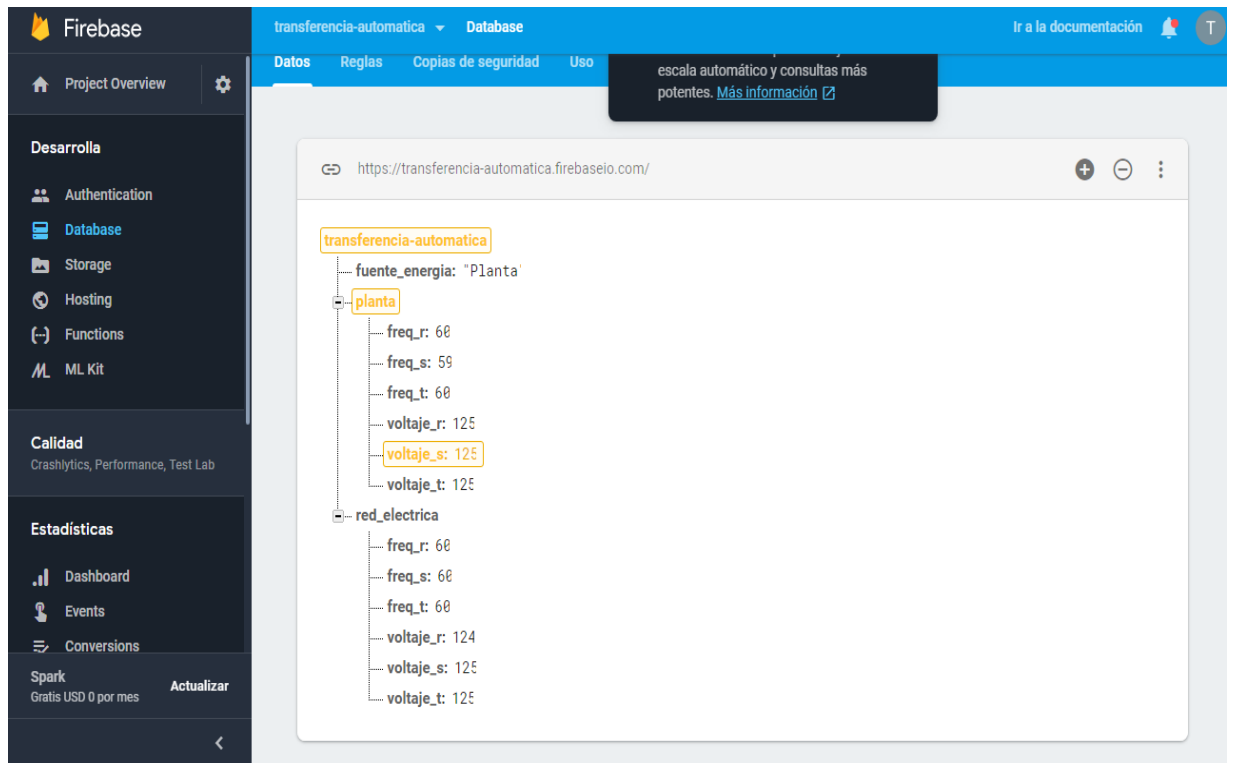 Firebase
transferencia-automatica Database
Ir a la documentación
T
Project Overview
Datos Reglas Copias de seguridad Uso
escala automático y consultas más
potentes. Más información
Desarrolla
Authentication
Database
Storage
Hosting
Functions
ML Kit
Calidad
Crashlytics, Performance, Test Lab
Estadísticas
Dashboard
Events
Conversions
Spark
Gratis USD 0 por mes
Actualizar
https://transferencia-automatica.firebaseio.com/
transferencia-automatica
fuente_energia: "Planta"
planta
freq_r: 60
freq_s: 59
freq_t: 60
voltaje_r: 125
voltaje_s: 125
voltaje_t: 125
red_electrica
freq_r: 60
freq_s: 60
freq_t: 60
voltaje_r: 124
voltaje_s: 125
voltaje_t: 125